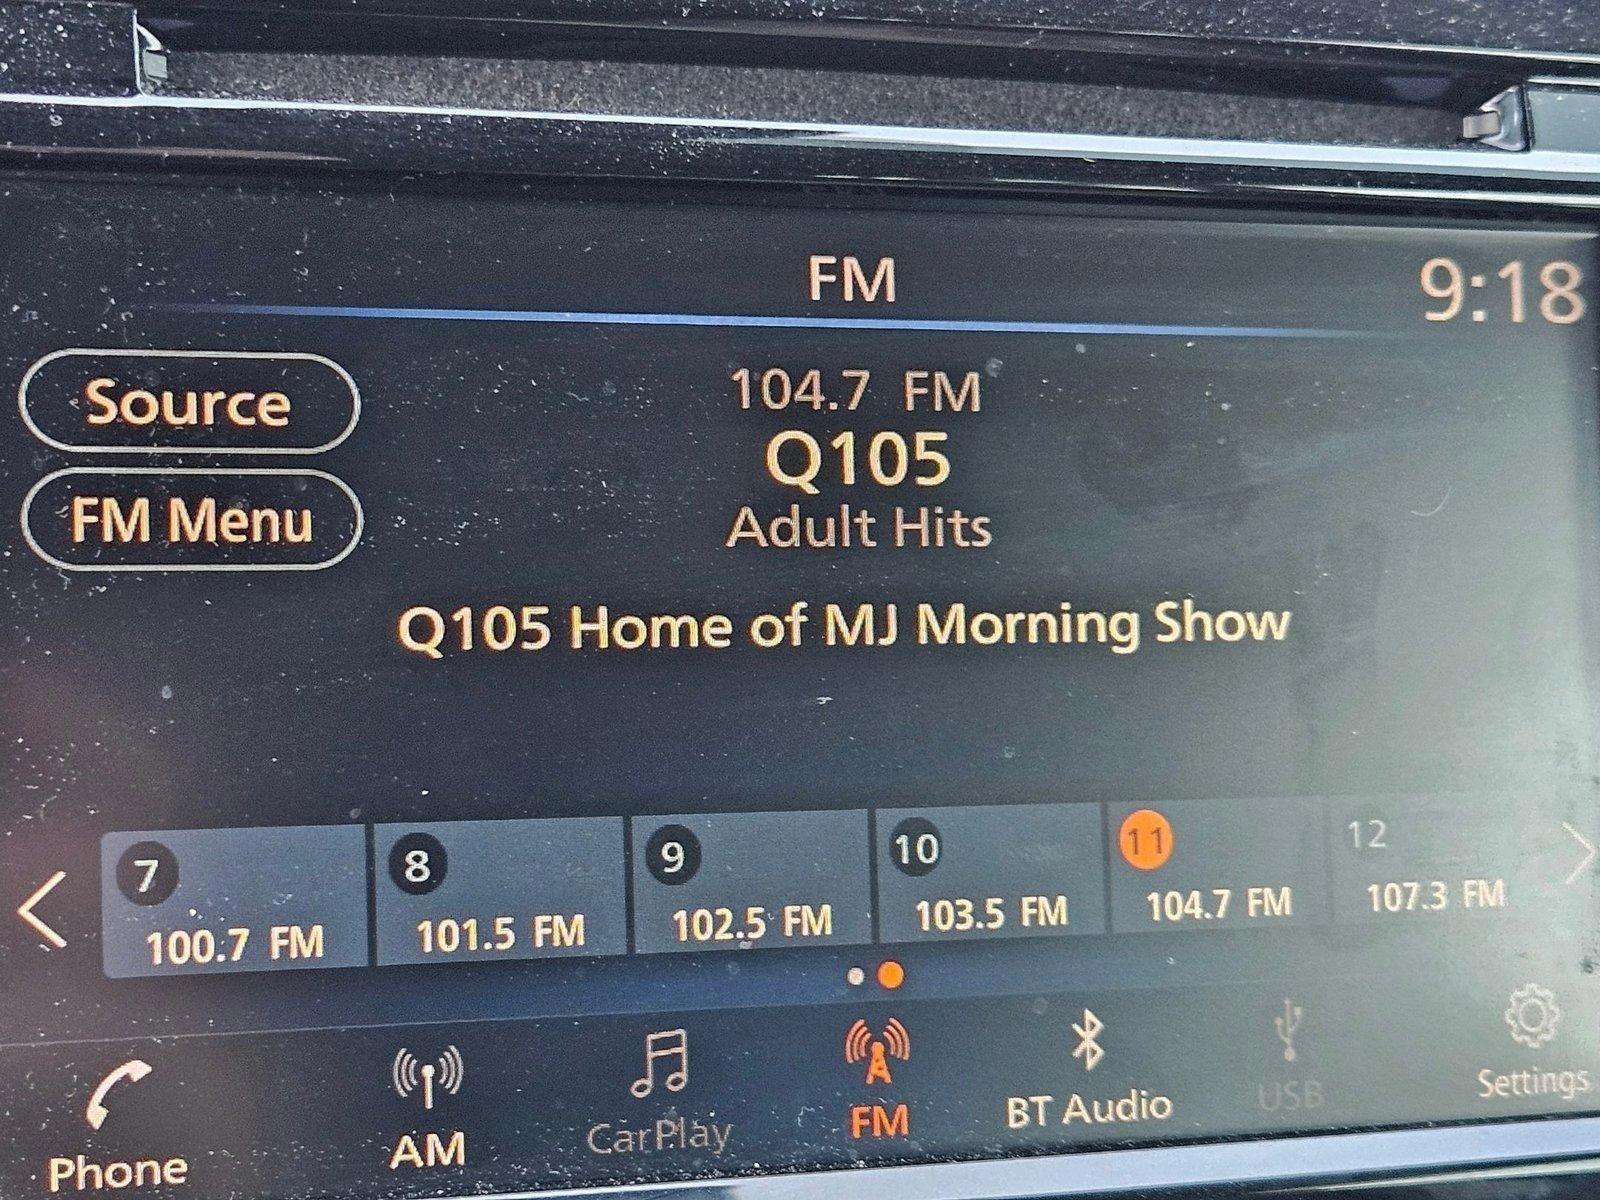 FM
9:18
Source
104.7 FM
Q105
FM Menu
Adult Hits
Q105 Home of MJ Morning Show
7
8
9
10
11
12
100.7 FM
101.5 FM
102.5 FM
103.5 FM
104.7 FM
107.3 FM
Phone
AM
CarPlay
FM
BT Audio
USB
Settings